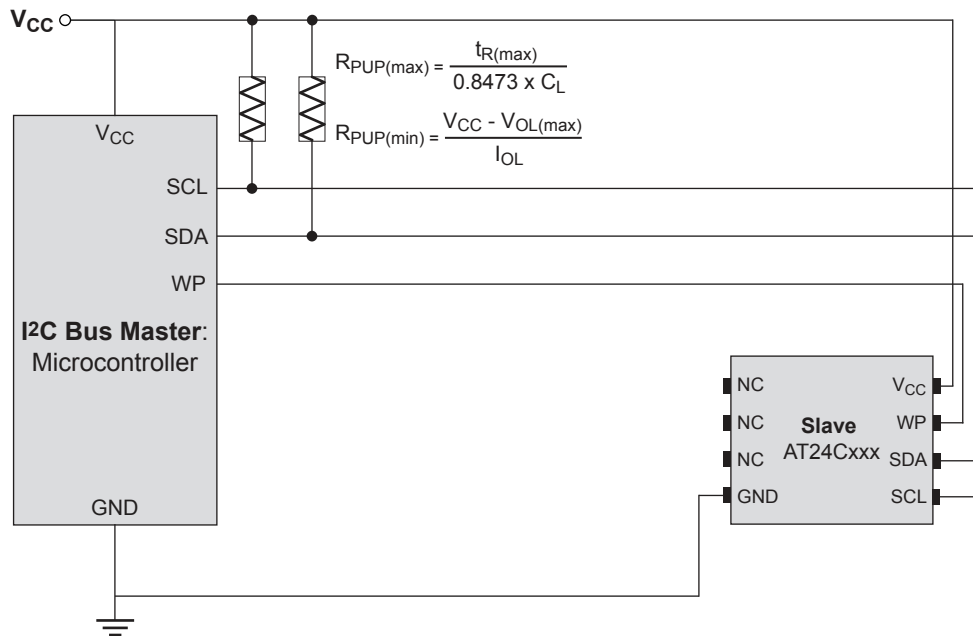 VCC
RPUP(max) = tR(max) / 0.8473 x CL
RPUP(min) = VCC - VOL(max) / IOL
VCC
SCL
SDA
WP
I2C Bus Master:
Microcontroller
GND
NC VCC
NC WP
Slave
AT24Cxxx
NC SDA
GND SCL